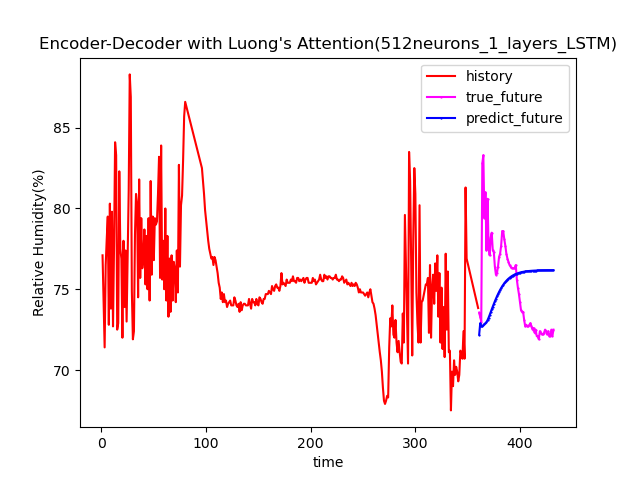 Encoder-Decoder with Luong's Attention(512neurons_1_layers_LSTM)
history
true_future
predict_future
Relative Humidity(%)
85
80
75
70
0
100
200
300
400
time